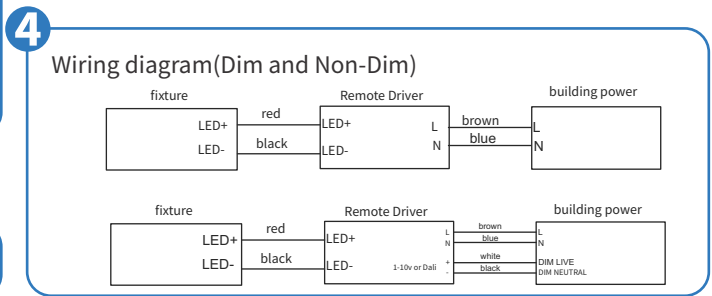 4
Wiring diagram(Dim and Non-Dim)
fixture
Remote Driver
building power
LED+
red
LED+
L
brown
L
LED-
black
LED-
N
blue
N
fixture
Remote Driver
building power
LED+
red
LED+
L
brown
L
N
blue
N
LED-
black
LED-
1-10v or Dali
+
white
DIM LIVE
-
black
DIM NEUTRAL